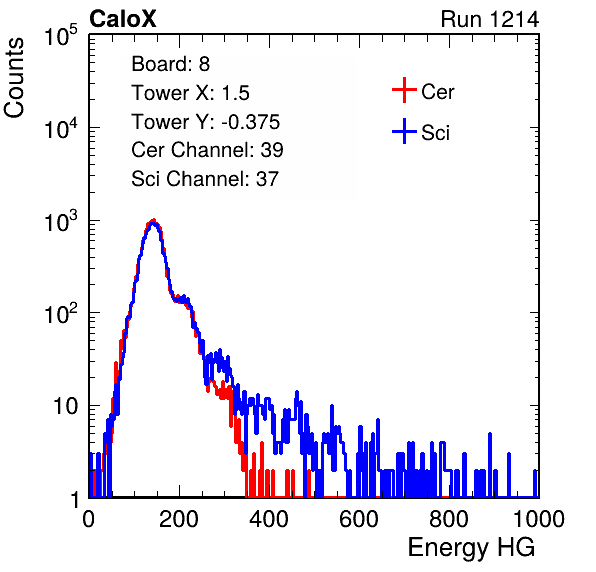 CaloX Run 1214
Counts
10^5
10^4
10^3
10^2
10
1
Board: 8
Tower X: 1.5
Tower Y: -0.375
Cer Channel: 39
Sci Channel: 37
Cer
Sci
0 200 400 600 800 1000
Energy HG